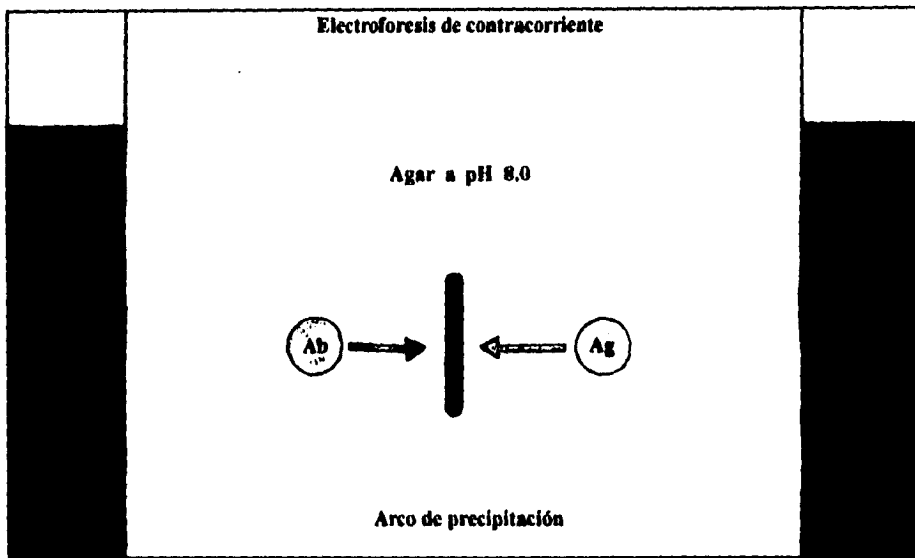 Electroforesis de contracorriente
Agar a pH 8.0
Ab
Ag
Arco de precipitación